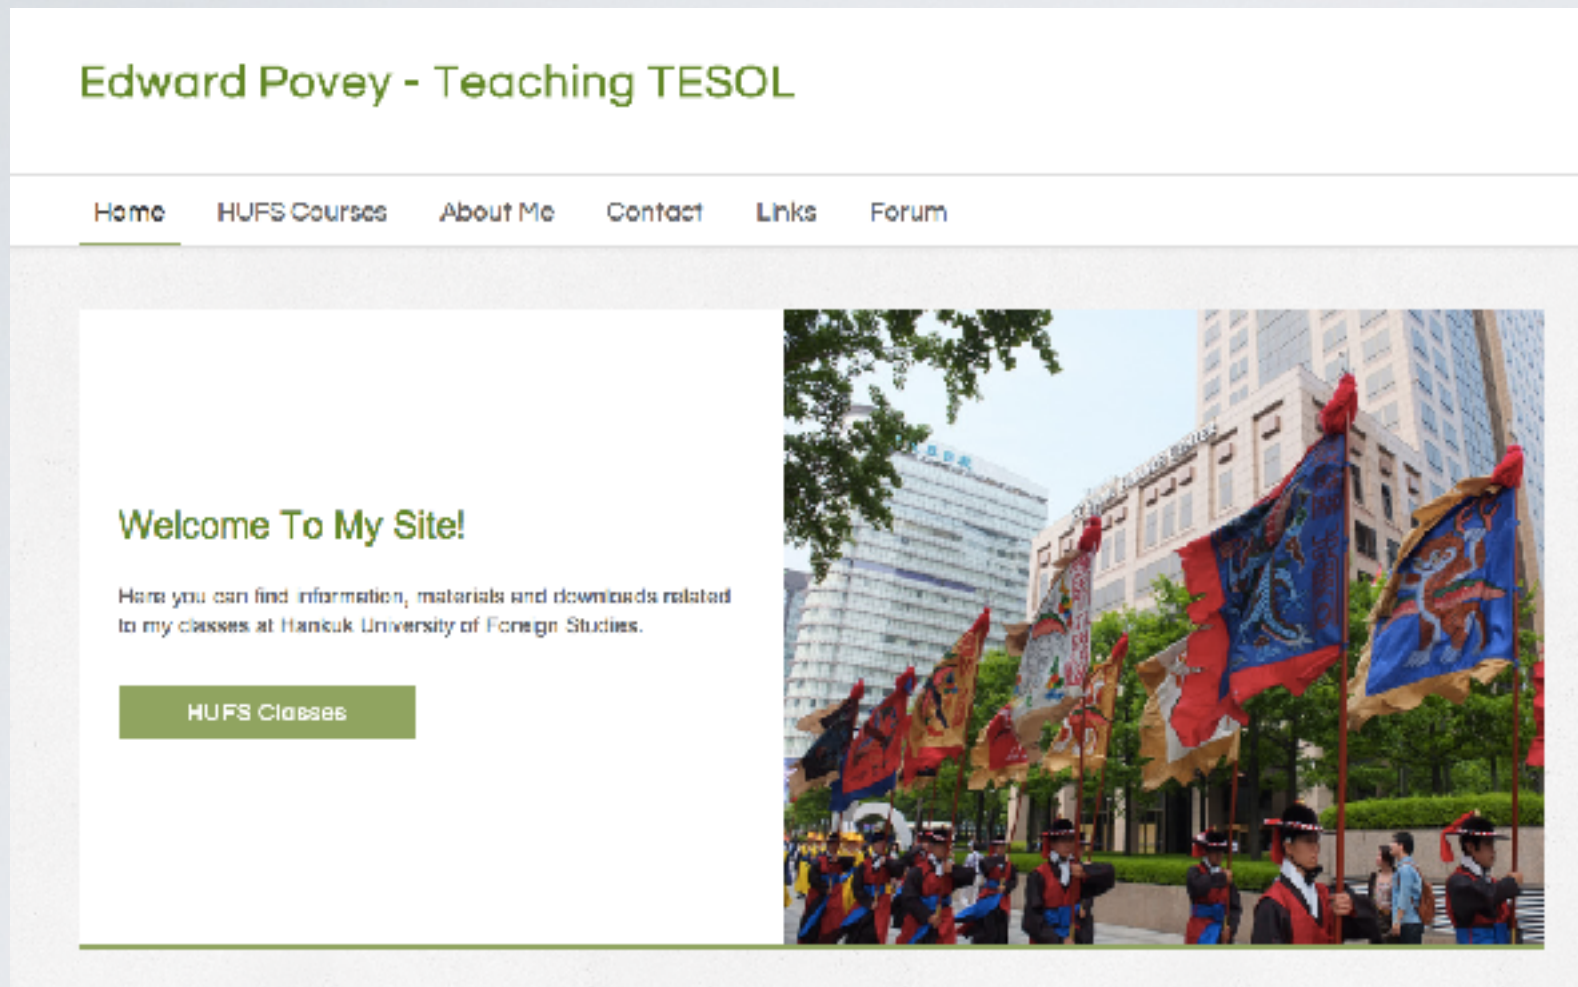 Edward Povey - Teaching TESOL
Home HUFS Courses About Me Contact Links Forum
Welcome To My Site!
Here you can find information, materials and downloads related
to my classes at Hankuk University of Foreign Studies.
HUFS Classes